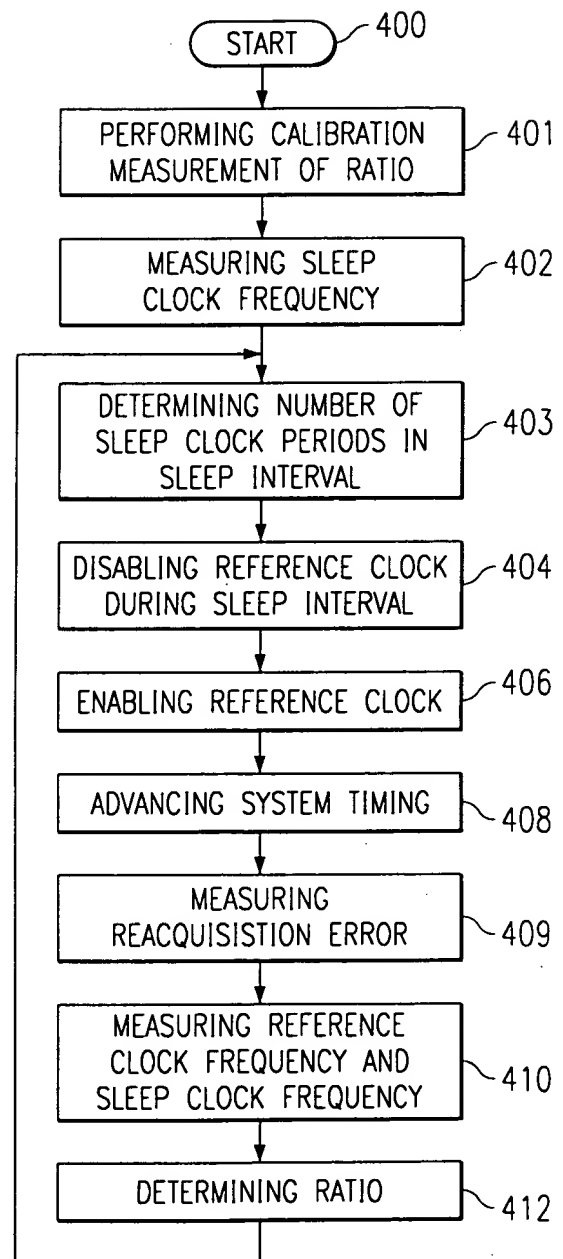 START
400
PERFORMING CALIBRATION
MEASUREMENT OF RATIO
401
MEASURING SLEEP
CLOCK FREQUENCY
402
DETERMINING NUMBER OF
SLEEP CLOCK PERIODS IN
SLEEP INTERVAL
403
DISABLING REFERENCE CLOCK
DURING SLEEP INTERVAL
404
ENABLING REFERENCE CLOCK
406
ADVANCING SYSTEM TIMING
408
MEASURING
REACQUISISTION ERROR
409
MEASURING REFERENCE
CLOCK FREQUENCY AND
SLEEP CLOCK FREQUENCY
410
DETERMINING RATIO
412